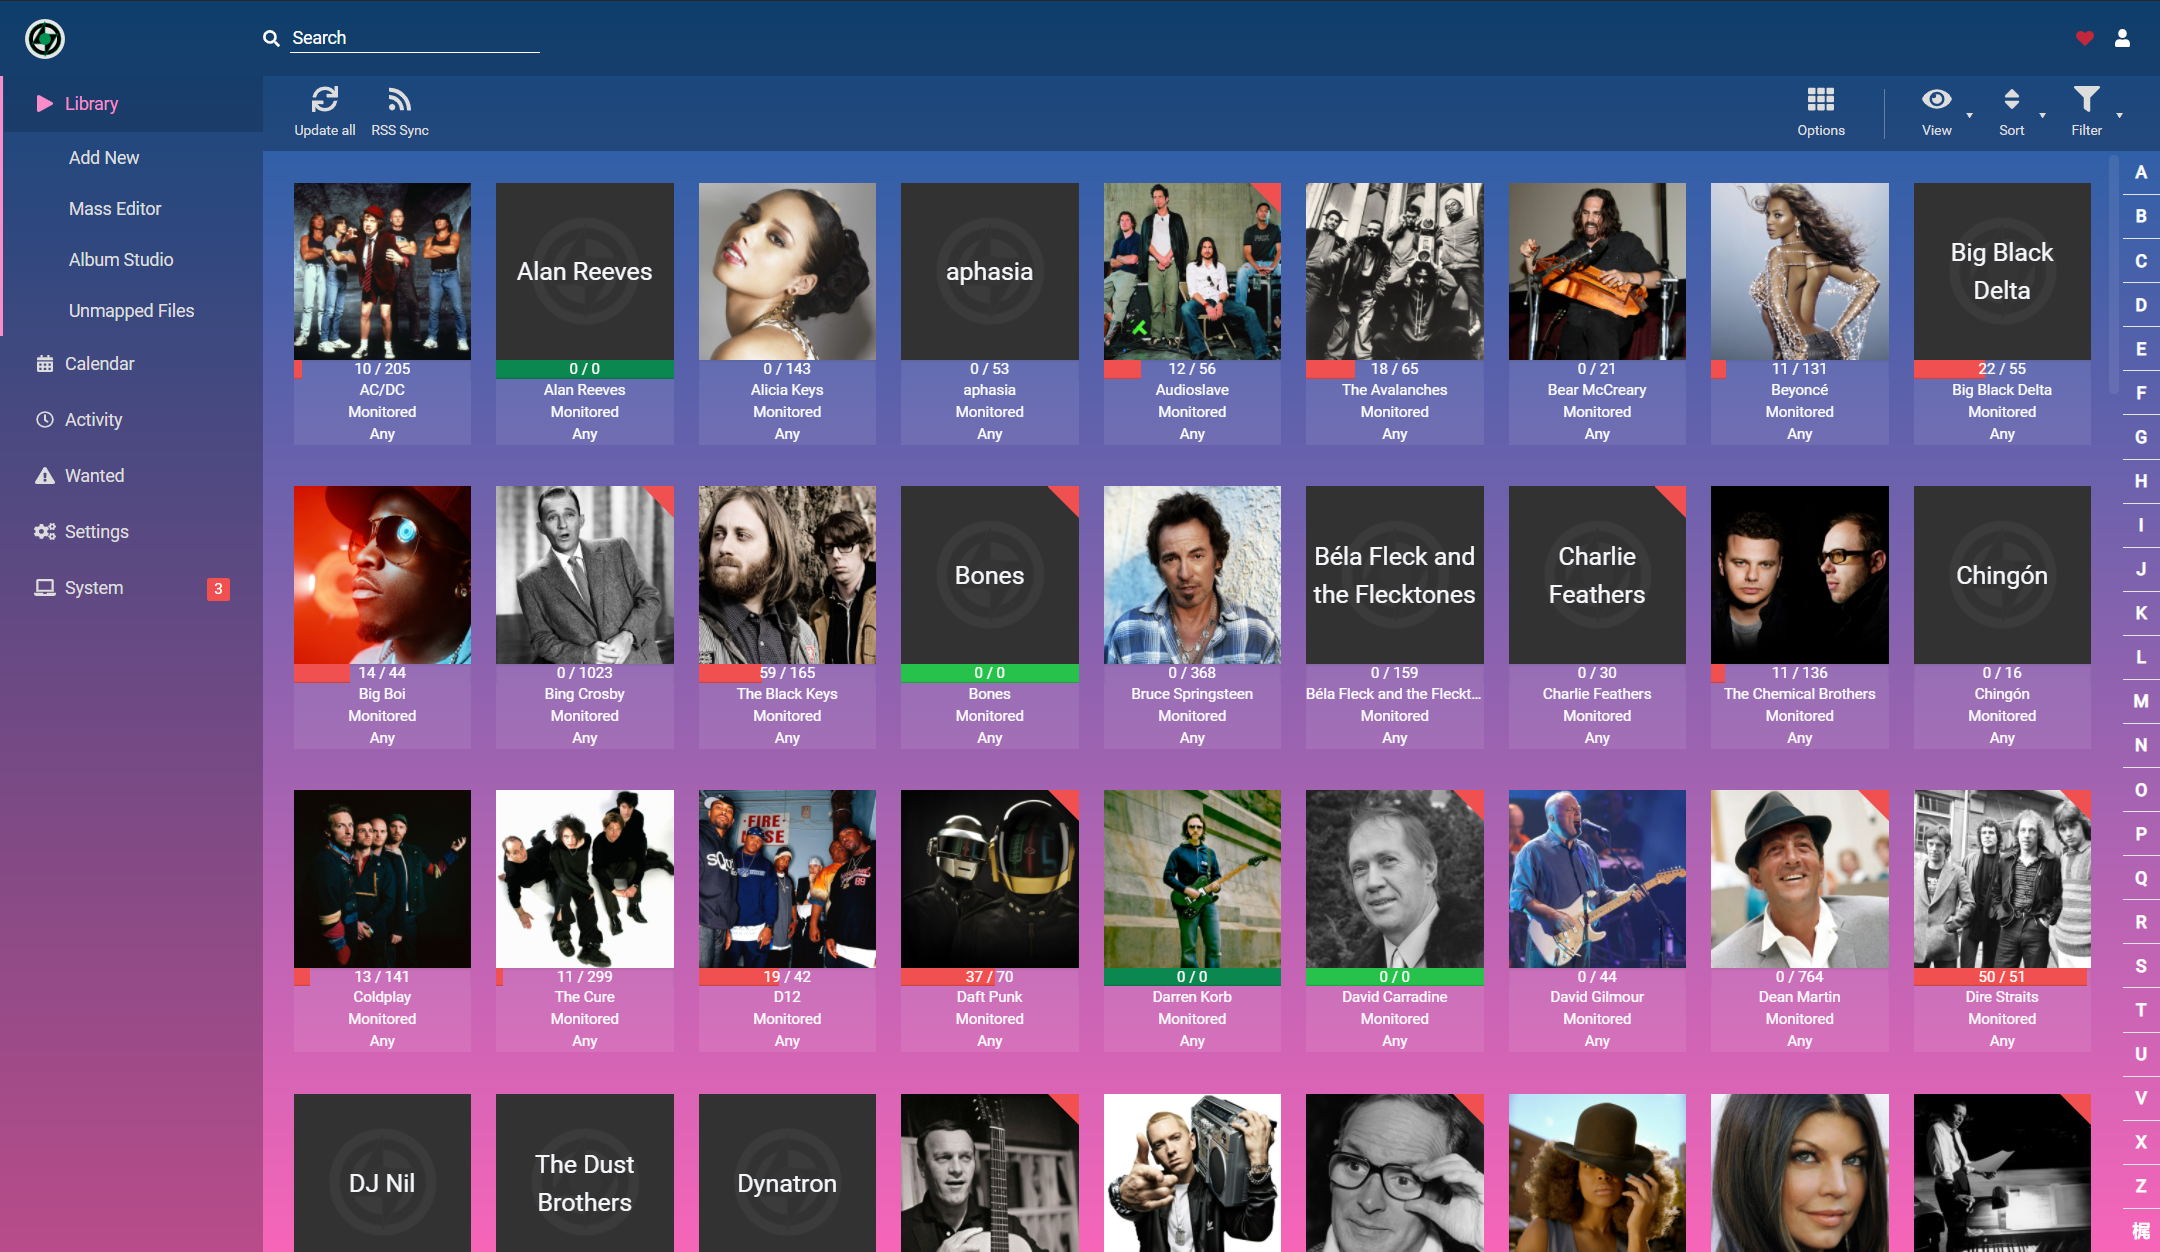 Search
Library
Add New
Mass Editor
Album Studio
Unmapped Files
Calendar
Activity
Wanted
Settings
System
3
Update all
RSS Sync
Options
View
Sort
Filter
Alan Reeves
aphasia
Big Black
Delta
10 / 205
AC/DC
Monitored
Any
0 / 0
Alan Reeves
Monitored
Any
0 / 143
Alicia Keys
Monitored
Any
0 / 53
aphasia
Monitored
Any
12 / 56
Audioslave
Monitored
Any
18 / 65
The Avalanches
Monitored
Any
0 / 21
Bear McCreary
Monitored
Any
11 / 131
Beyoncé
Monitored
Any
22 / 55
Big Black Delta
Monitored
Any
Bones
Béla Fleck and
the Flecktones
Charlie
Feathers
Chingón
14 / 44
Big Boi
Monitored
Any
0 / 1023
Bing Crosby
Monitored
Any
59 / 165
The Black Keys
Monitored
Any
0 / 0
Bones
Monitored
Any
0 / 368
Bruce Springsteen
Monitored
Any
0 / 159
Béla Fleck and the Fleckt...
Monitored
Any
0 / 30
Charlie Feathers
Monitored
Any
11 / 136
The Chemical Brothers
Monitored
Any
0 / 16
Chingón
Monitored
Any
FIRE
13 / 141
Coldplay
Monitored
Any
11 / 299
The Cure
Monitored
Any
19 / 42
D12
Monitored
Any
37 / 70
Daft Punk
Monitored
Any
0 / 0
Darren Korb
Monitored
Any
0 / 0
David Carradine
Monitored
Any
0 / 44
David Gilmour
Monitored
Any
0 / 764
Dean Martin
Monitored
Any
50 / 51
Dire Straits
Monitored
Any
DJ Nil
The Dust
Brothers
Dynatron
A
B
C
D
E
F
G
H
I
J
K
L
M
N
O
P
Q
R
S
T
U
V
X
Z
梶